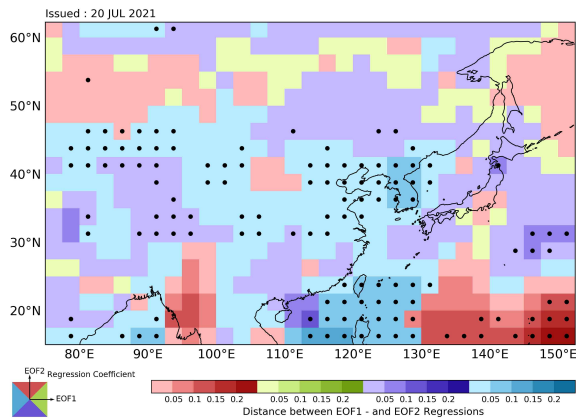 Issued : 20 JUL 2021
60°N
50°N
40°N
30°N
20°N
80°E 90°E 100°E 110°E 120°E 130°E 140°E 150°E
EOF2
Regression Coefficient
EOF1
0.05 0.1 0.15 0.2 0.05 0.1 0.15 0.2 0.05 0.1 0.15 0.2 0.05 0.1 0.15 0.2
Distance between EOF1 - and EOF2 Regressions